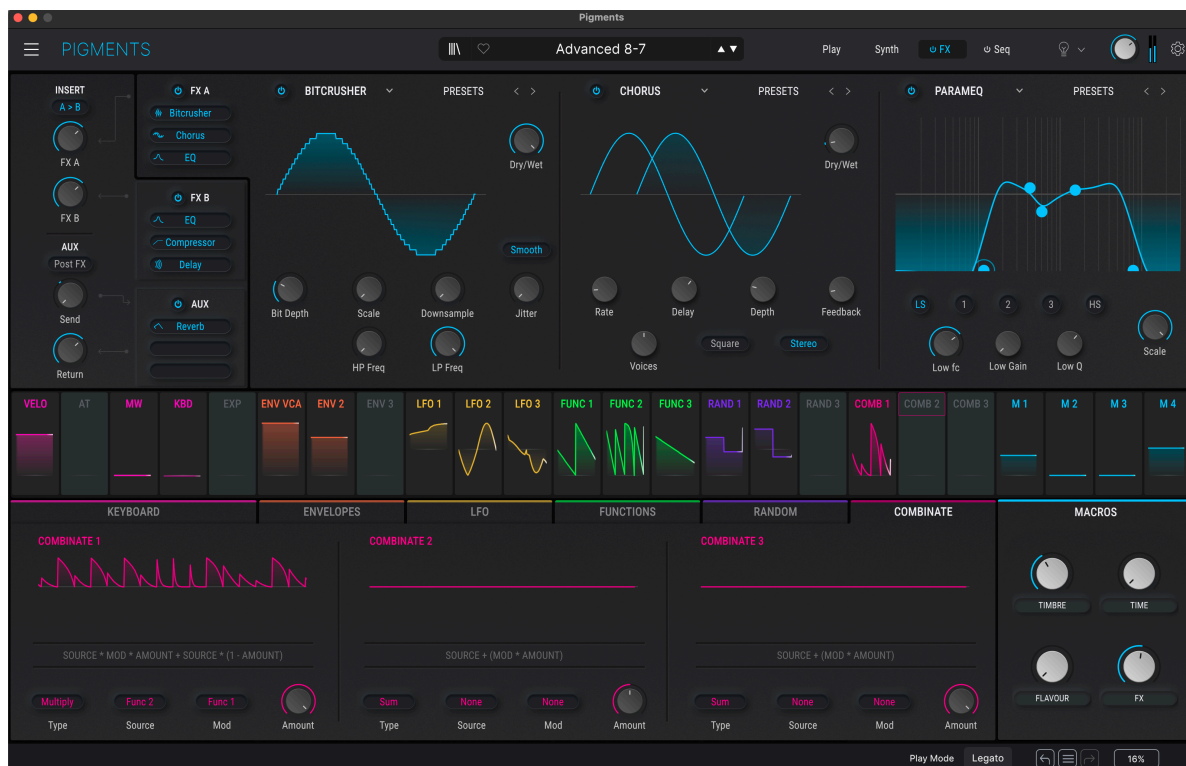 Pigments
PIGMENTS
Advanced 8-7
Play
Synth
FX
Seq
INSERT
A > B
FX A
FX B
AUX
Post FX
Send
Return
FX A
Bitcrusher
Chorus
EQ
FX B
EQ
Compressor
Delay
AUX
Reverb
BITCRUSHER
PRESETS
Dry/Wet
Smooth
Bit Depth
Scale
Downsample
Jitter
HP Freq
LP Freq
CHORUS
PRESETS
Dry/Wet
Rate
Delay
Depth
Feedback
Voices
Square
Stereo
PARAMEQ
PRESETS
LS 1 2 3 HS
Low fc
Low Gain
Low Q
Scale
VELO AT MW KBD EXP ENV VCA ENV 2 ENV 3 LFO 1 LFO 2 LFO 3 FUNC 1 FUNC 2 FUNC 3 RAND 1 RAND 2 RAND 3 COMB 1 COMB 2 COMB 3 M 1 M 2 M 3 M 4
KEYBOARD ENVELOPES LFO FUNCTIONS RANDOM COMBINATE MACROS
COMBINATE 1
SOURCE * MOD * AMOUNT + SOURCE * (1 - AMOUNT)
Multiply Func 2 Func 1
Type Source Mod Amount
COMBINATE 2
SOURCE + (MOD * AMOUNT)
Sum None None
Type Source Mod Amount
COMBINATE 3
SOURCE + (MOD * AMOUNT)
Sum None None
Type Source Mod Amount
TIMBRE
TIME
FLAVOUR
FX
Play Mode Legato
16%